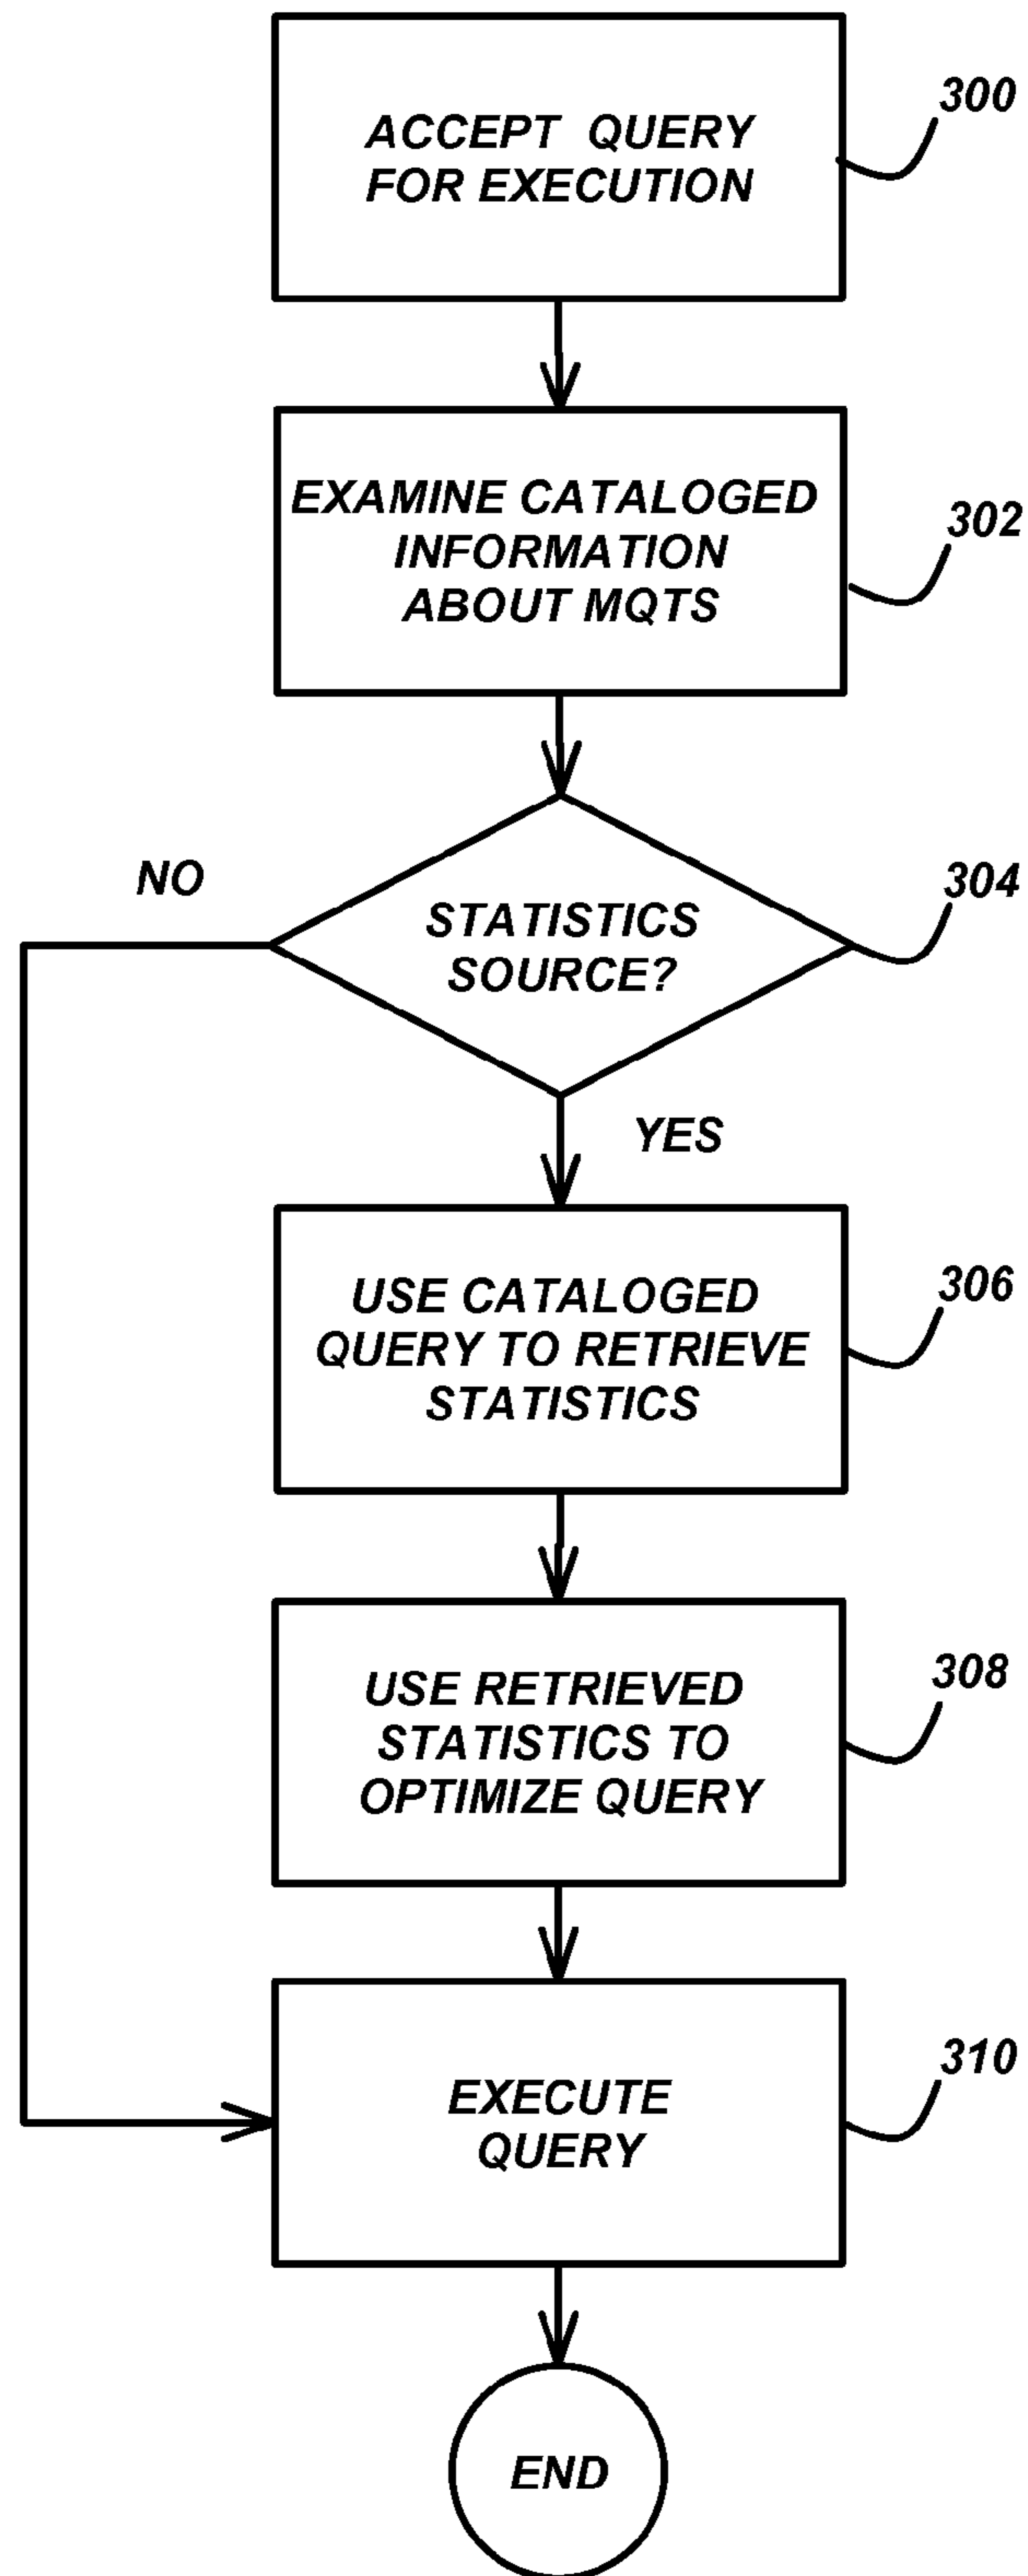 ACCEPT QUERY
FOR EXECUTION
300
EXAMINE CATALOGED
INFORMATION
ABOUT MQTS
302
NO
STATISTICS
SOURCE?
304
YES
USE CATALOGED
QUERY TO RETRIEVE
STATISTICS
306
USE RETRIEVED
STATISTICS TO
OPTIMIZE QUERY
308
EXECUTE
QUERY
310
END